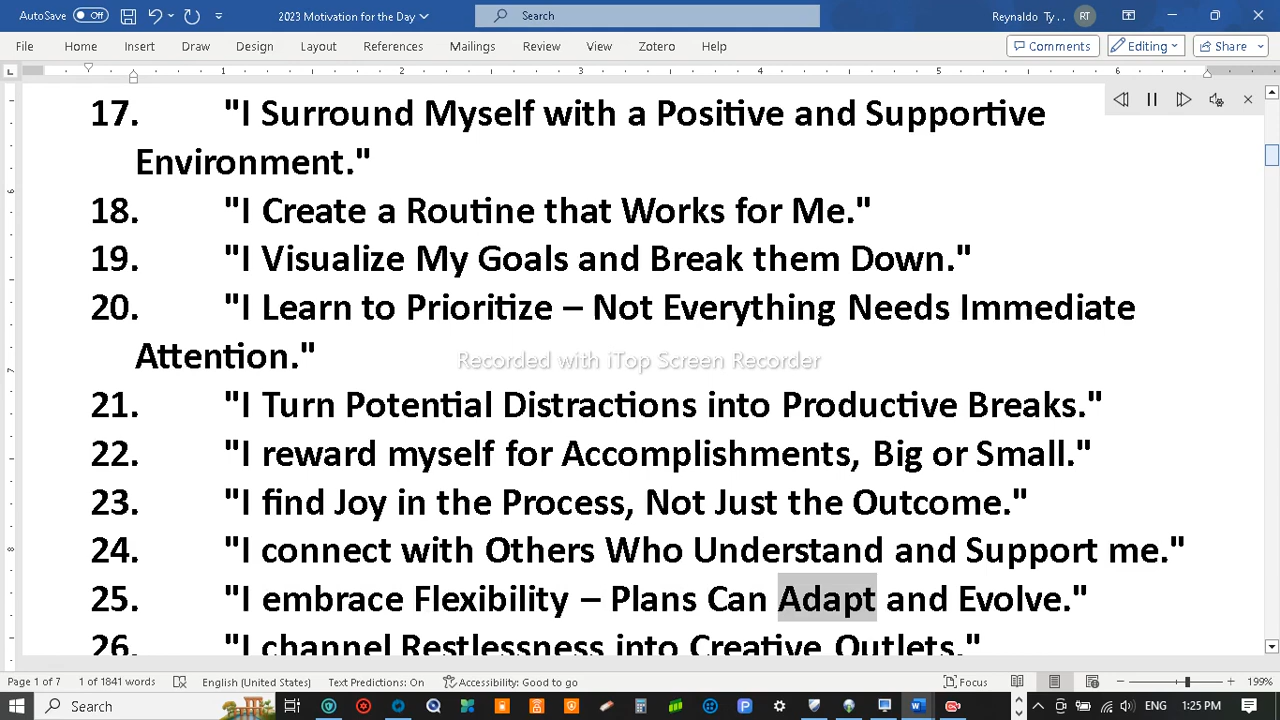 AutoSave Off 2023 Motivation for the Day Search Reynaldo Ty .. RT
File Home Insert Draw Design Layout References Mailings Review View Zotero Help Comments Editing Share
1 2 3 4 5 6
17. "I Surround Myself with a Positive and Supportive
Environment."
18. "I Create a Routine that Works for Me."
19. "I Visualize My Goals and Break them Down."
20. "I Learn to Prioritize – Not Everything Needs Immediate
Attention."
Recorded with iTop Screen Recorder
21. "I Turn Potential Distractions into Productive Breaks."
22. "I reward myself for Accomplishments, Big or Small."
23. "I find Joy in the Process, Not Just the Outcome."
24. "I connect with Others Who Understand and Support me."
25. "I embrace Flexibility – Plans Can Adapt and Evolve."
26. "I channel Restlessness into Creative Outlets."
Page 1 of 7 1 of 1841 words English (United States) Text Predictions: On Accessibility: Good to go Focus 199%
Search ENG 1:25 PM